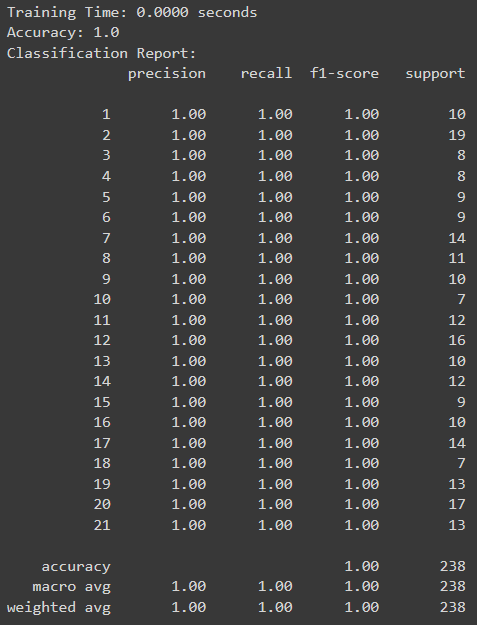 Training Time: 0.0000 seconds
Accuracy: 1.0
Classification Report:
              precision    recall  f1-score   support

           1       1.00      1.00      1.00        10
           2       1.00      1.00      1.00        19
           3       1.00      1.00      1.00         8
           4       1.00      1.00      1.00         8
           5       1.00      1.00      1.00         9
           6       1.00      1.00      1.00         9
           7       1.00      1.00      1.00        14
           8       1.00      1.00      1.00        11
           9       1.00      1.00      1.00        10
          10       1.00      1.00      1.00         7
          11       1.00      1.00      1.00        12
          12       1.00      1.00      1.00        16
          13       1.00      1.00      1.00        10
          14       1.00      1.00      1.00        12
          15       1.00      1.00      1.00         9
          16       1.00      1.00      1.00        10
          17       1.00      1.00      1.00        14
          18       1.00      1.00      1.00         7
          19       1.00      1.00      1.00        13
          20       1.00      1.00      1.00        17
          21       1.00      1.00      1.00        13

    accuracy                           1.00       238
   macro avg       1.00      1.00      1.00       238
weighted avg       1.00      1.00      1.00       238